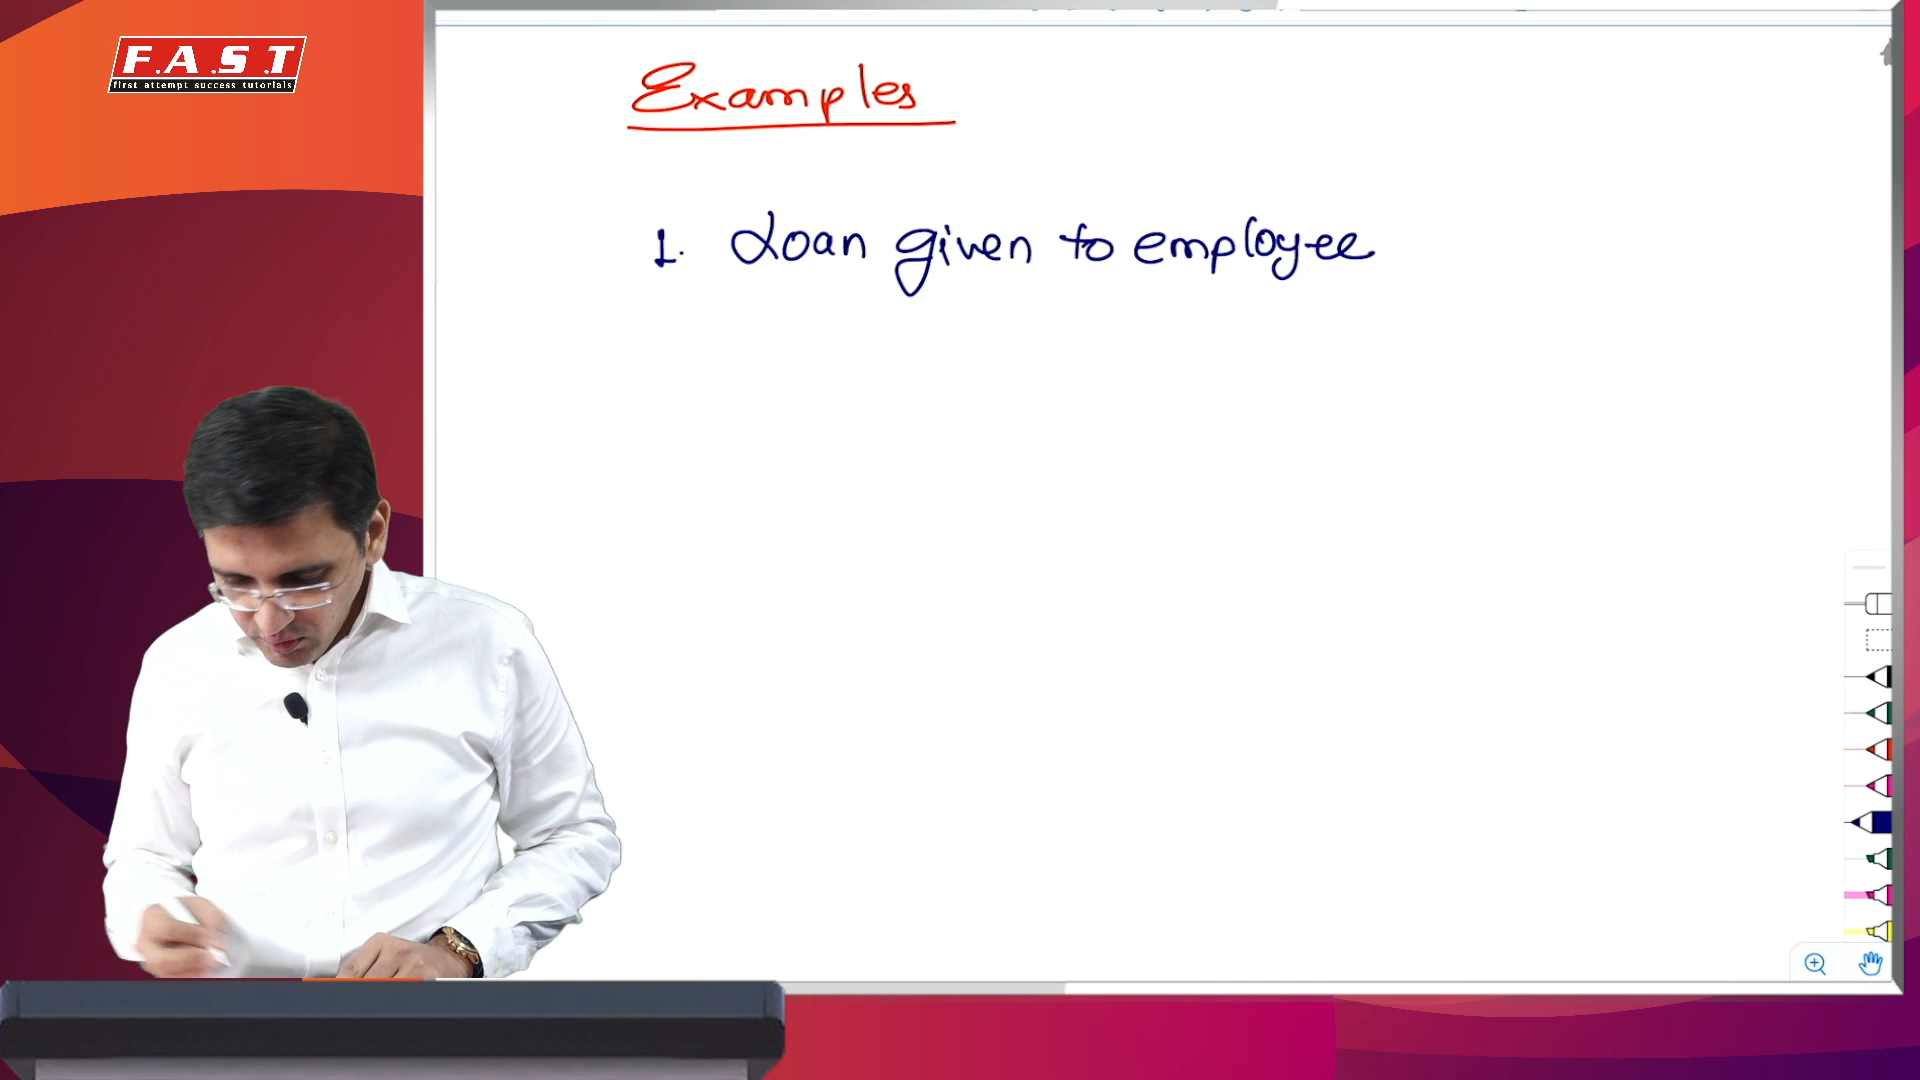 F.A.S.T
first attempt success tutorials
Examples
1. Loan given to employee